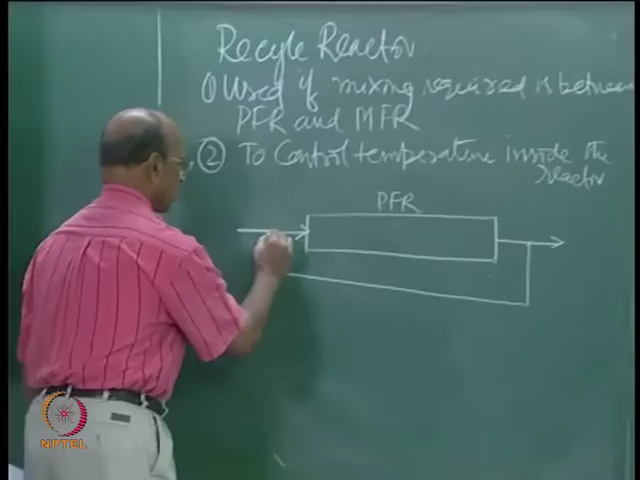 Recycle Reactor
① Used if mixing required is between
PFR and MFR
② To Control temperature inside the
reactor
PFR
NPTEL